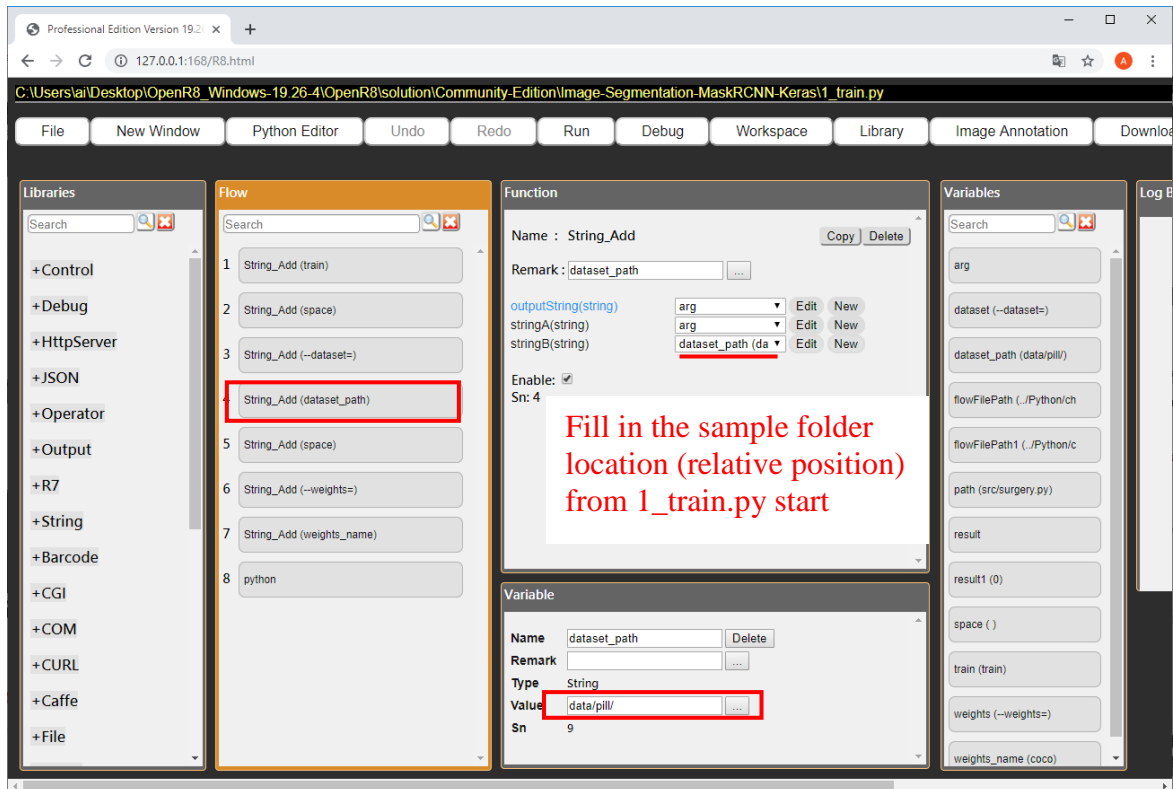 Professional Edition Version 19.2
127.0.0.1:168/R8.html
A
C:\Users\ai\Desktop\OpenR8_Windows-19.26-4\OpenR8\solution\Community-Edition\Image-Segmentation-MaskRCNN-Keras\1_train.py
File New Window Python Editor Undo Redo Run Debug Workspace Library Image Annotation Downloa
Libraries
Search
+Control
+Debug
+HttpServer
+JSON
+Operator
+Output
+R7
+String
+Barcode
+CGI
+COM
+CURL
+Caffe
+File
Flow
Search
1 String_Add (train)
2 String_Add (space)
3 String_Add (--dataset=)
4 String_Add (dataset_path)
5 String_Add (space)
6 String_Add (--weights=)
7 String_Add (weights_name)
8 python
Function
Name : String_Add Copy Delete
Remark : dataset_path ...
outputString(string) arg Edit New
stringA(string) arg Edit New
stringB(string) dataset_path (da Edit New
Enable:
Sn: 4
Fill in the sample folder
location (relative position)
from 1_train.py start
Variable
Name dataset_path Delete
Remark ...
Type String
Value data/pill/ ...
Sn 9
Variables
Search
arg
dataset (--dataset=)
dataset_path (data/pill/)
flowFilePath (../Python/ch
flowFilePath1 (../Python/c
path (src/surgery.py)
result
result1 (0)
space ( )
train (train)
weights (--weights=)
weights_name (coco)
Log B